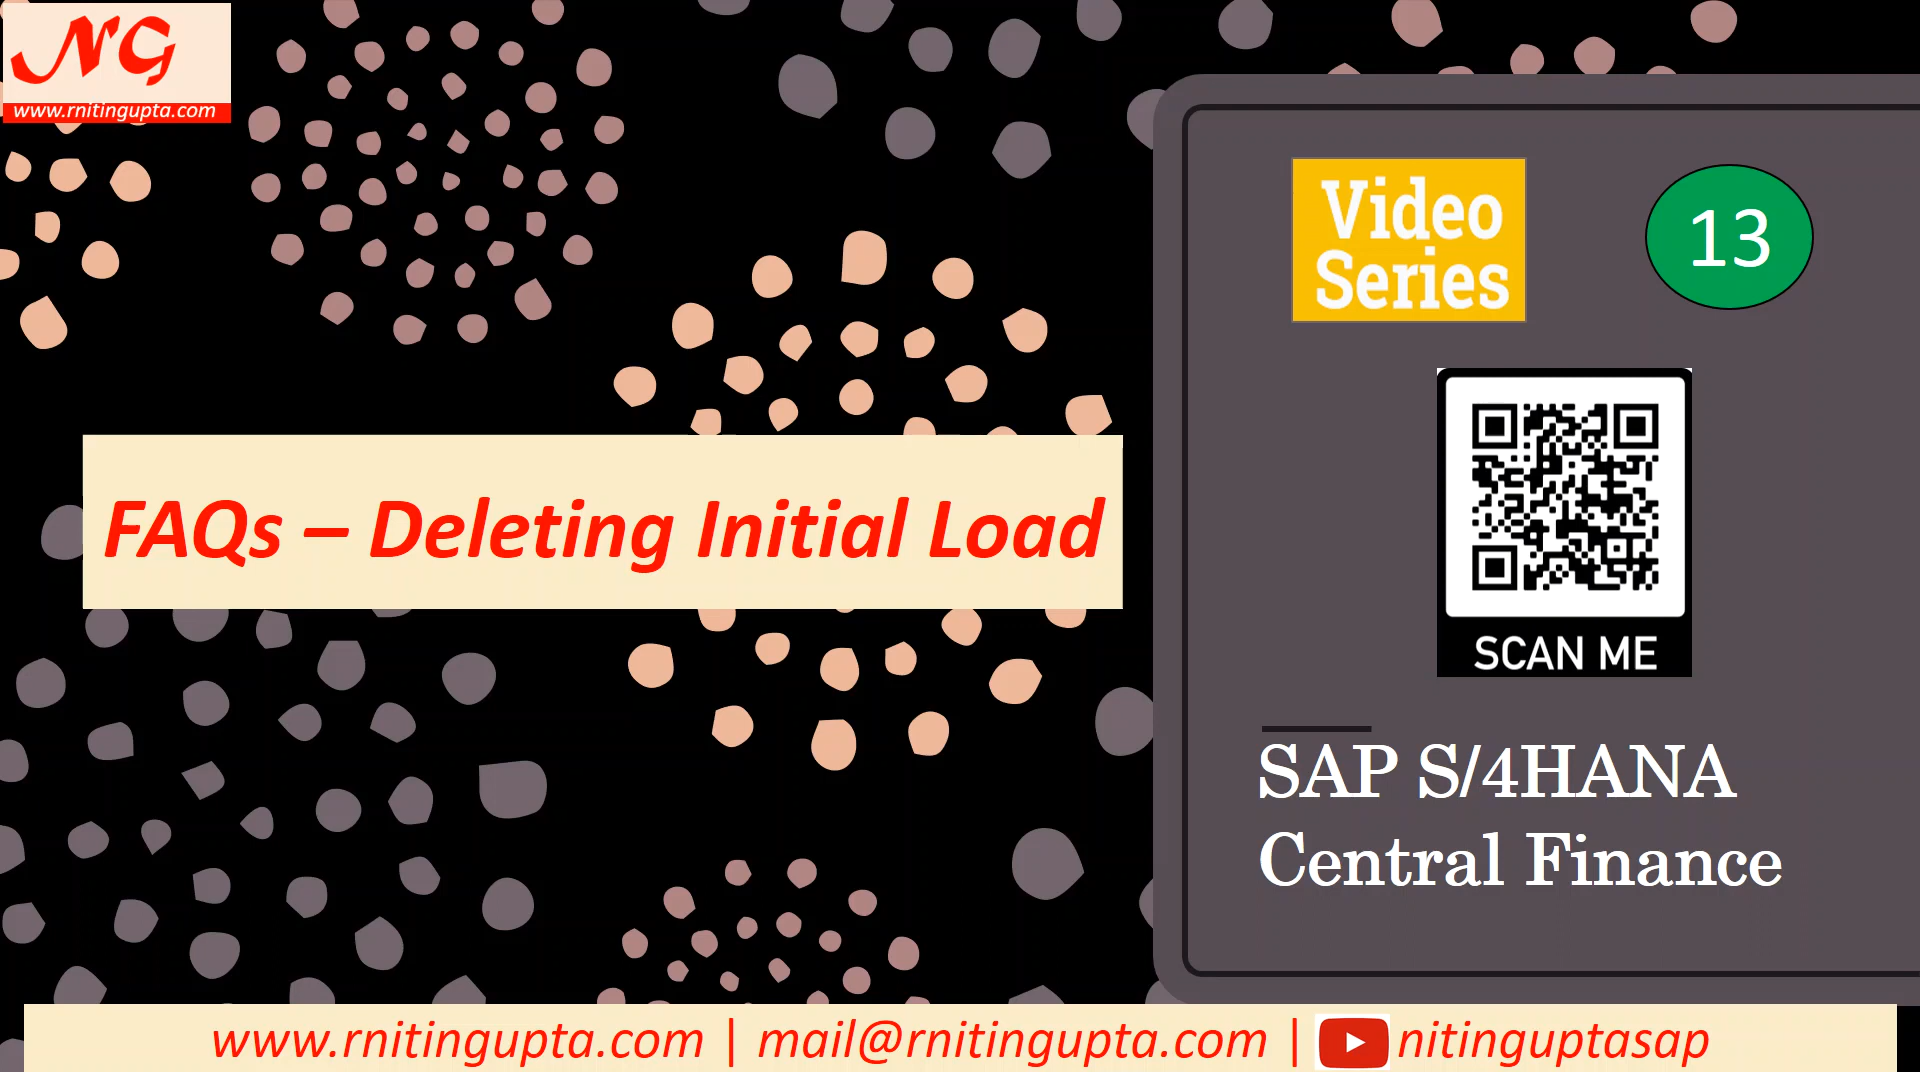 NG
www.rnitingupta.com
Video
Series
13
FAQs – Deleting Initial Load
SCAN ME
SAP S/4HANA
Central Finance
www.rnitingupta.com | mail@rnitingupta.com | nitinguptasap